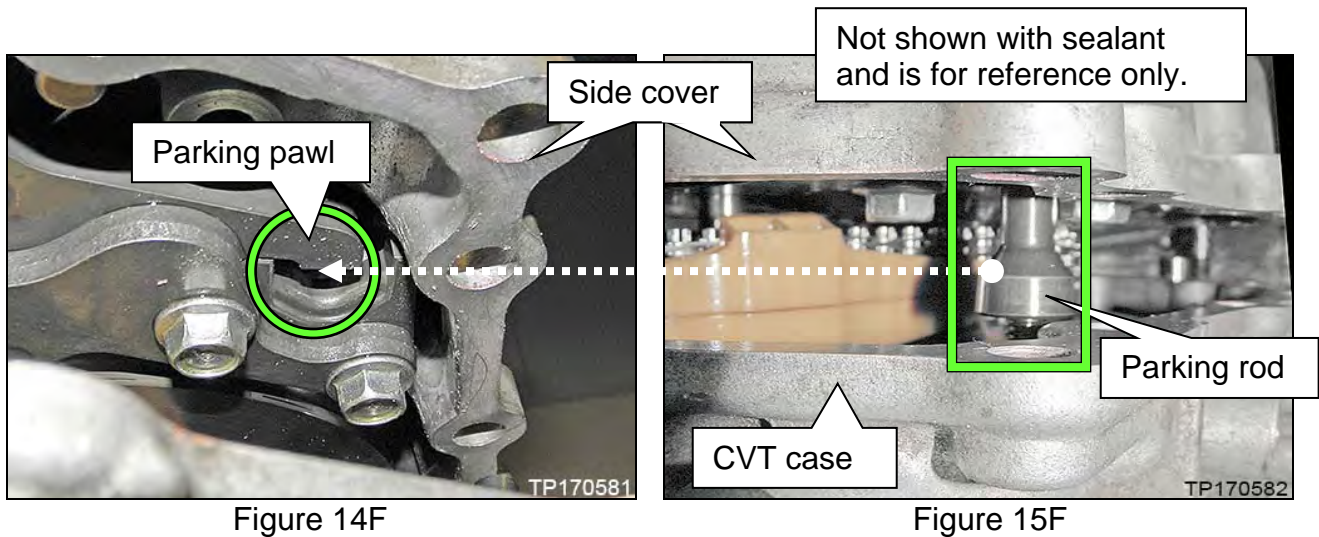 Not shown with sealant
and is for reference only.
Side cover
Parking pawl
Parking rod
CVT case
TP170581
TP170582
Figure 14F
Figure 15F